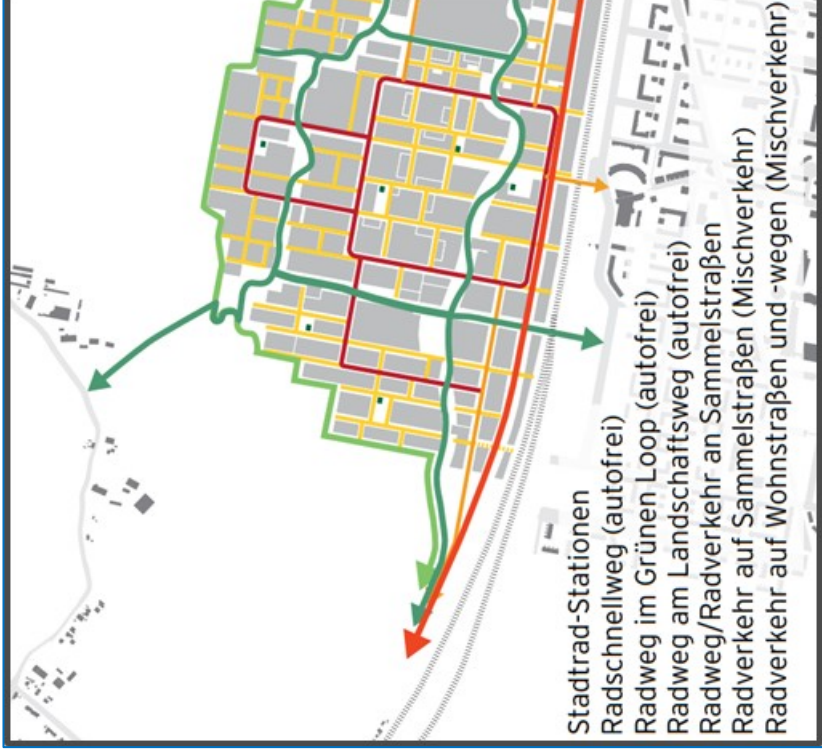 Stadtrad-Stationen
Radschnellweg (autofrei)
Radweg im Grünen Loop (autofrei)
Radweg am Landschaftsweg (autofrei)
Radweg/Radverkehr an Sammelstraßen
Radverkehr auf Sammelstraßen (Mischverkehr)
Radverkehr auf Wohnstraßen und -wegen (Mischverkehr)